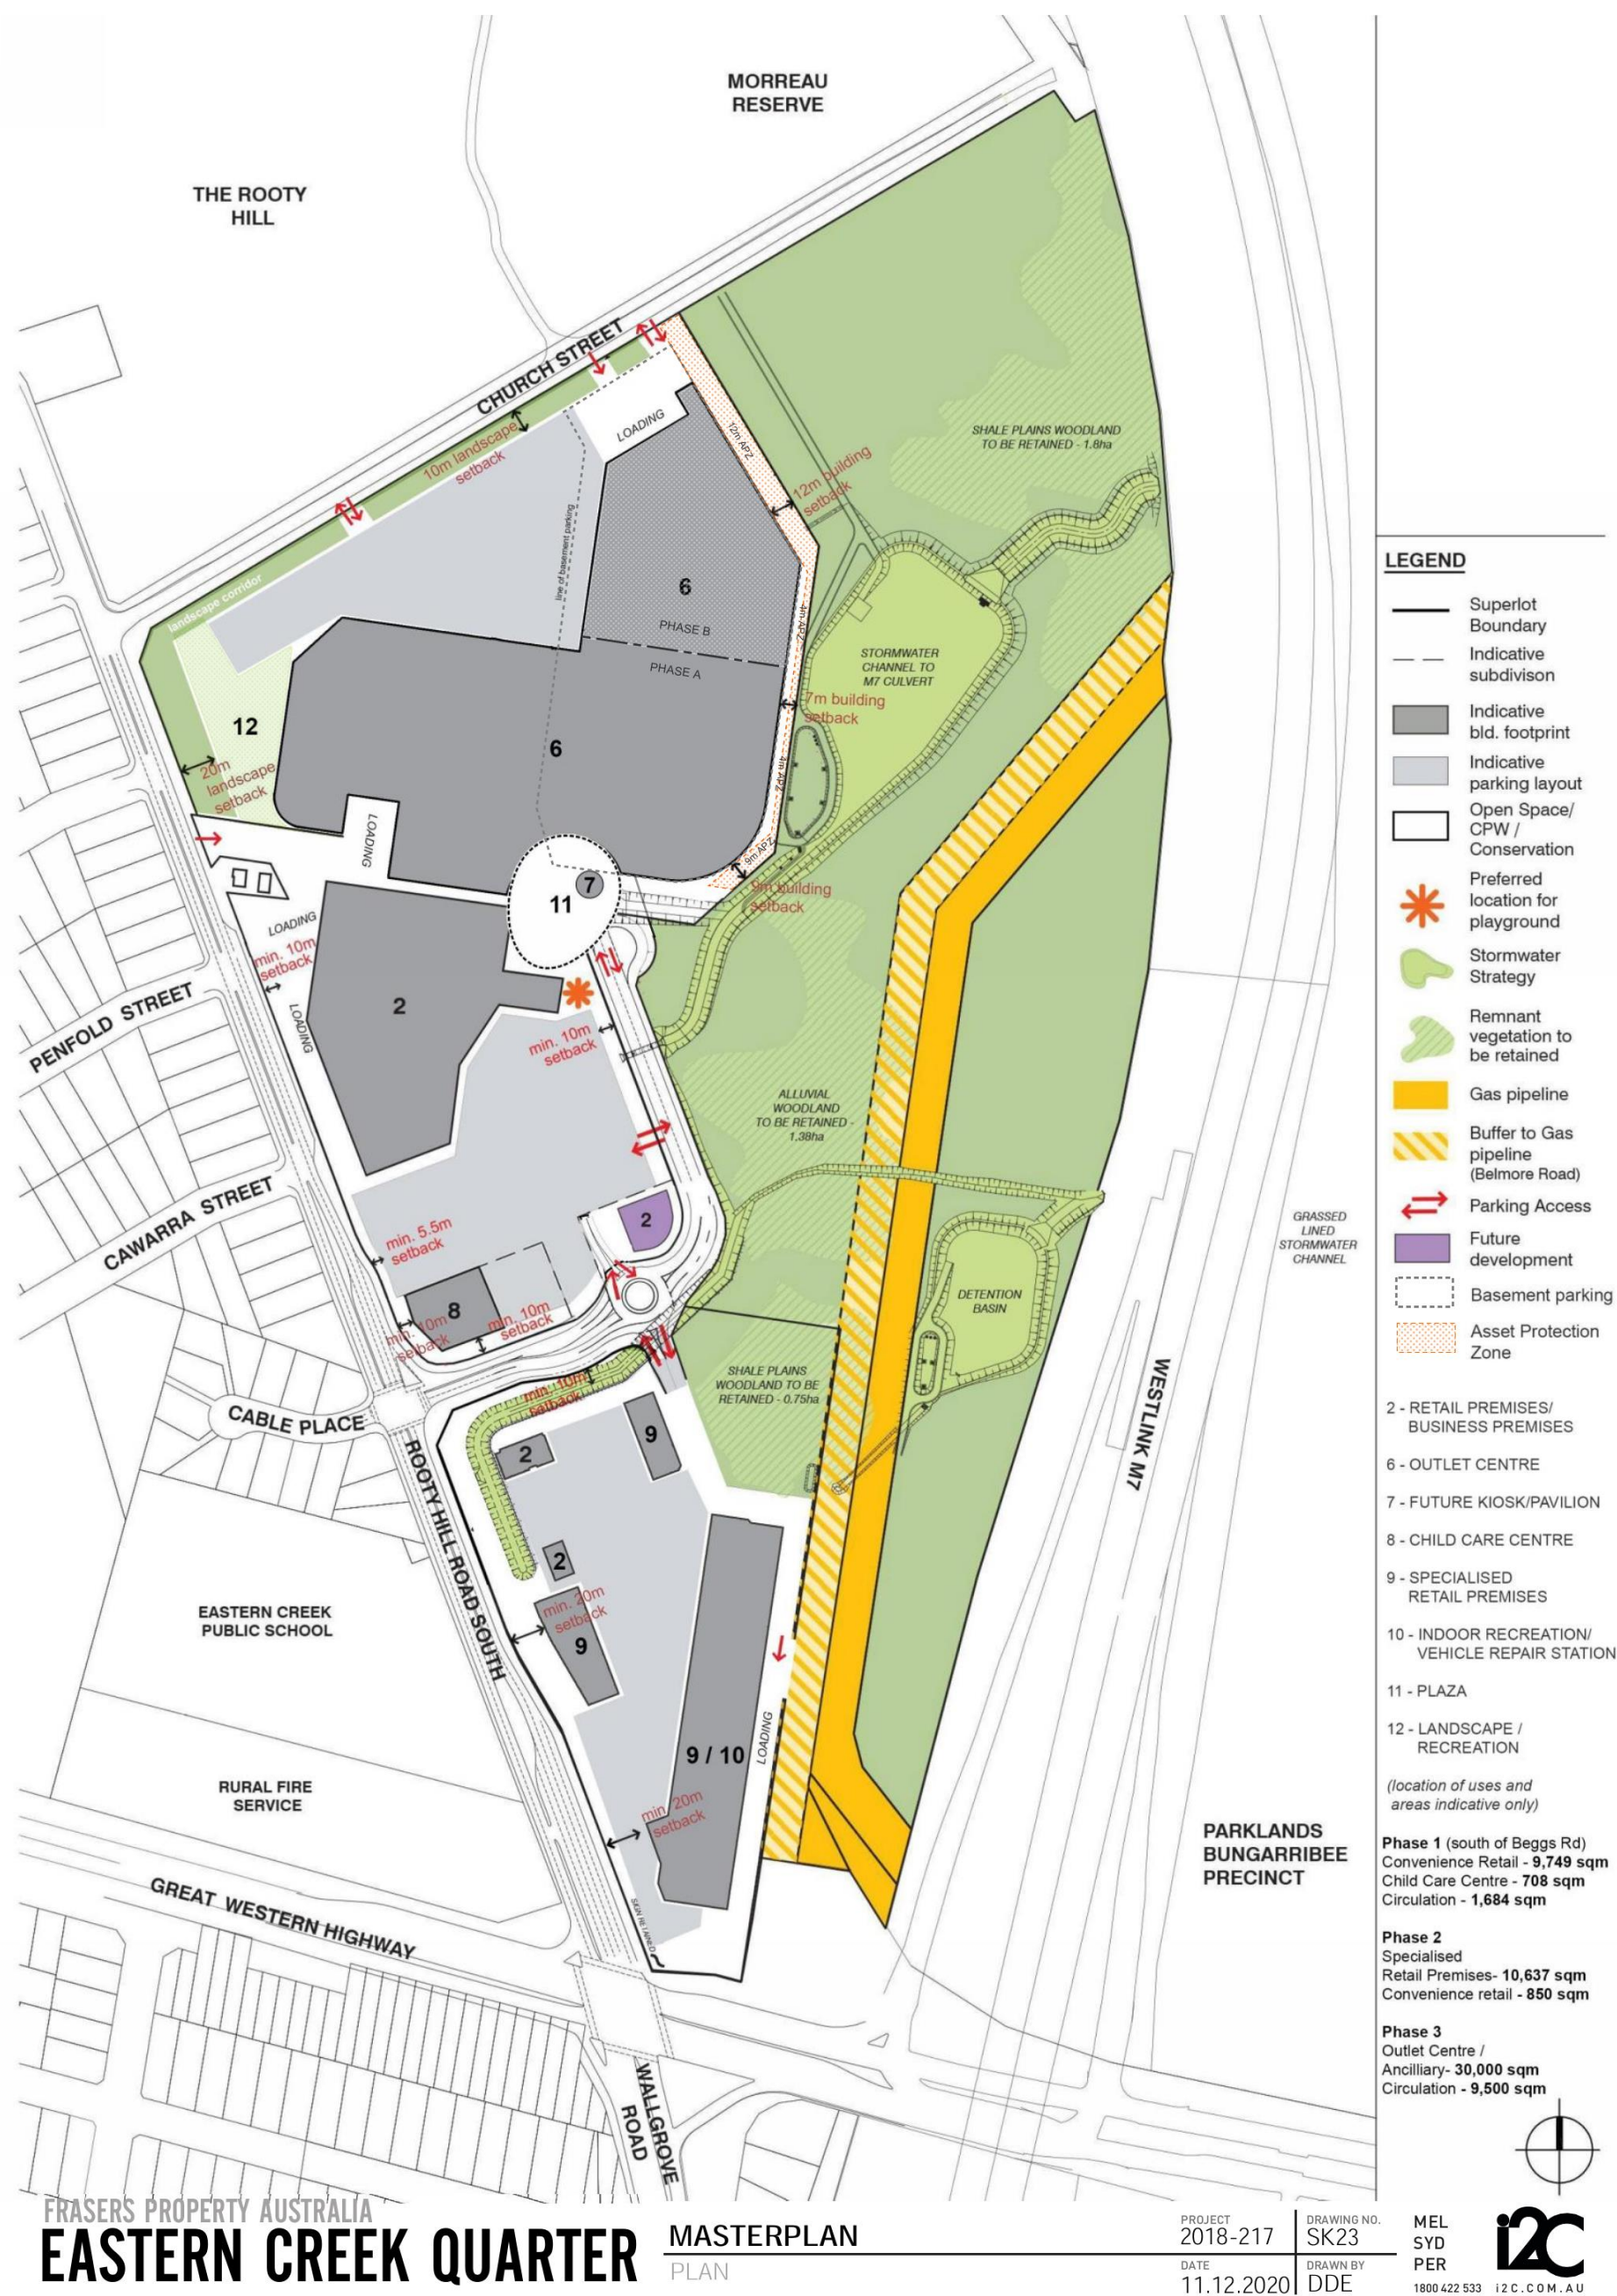 MORREAU
RESERVE
THE ROOTY
HILL
CHURCH STREET
LOADING
12m APZ
SHALE PLAINS WOODLAND
TO BE RETAINED - 1.8ha
10m landscape
setback
12m building
setback
line of basement parking
landscape corridor
6
PHASE B
PHASE A
4m APZ
STORMWATER
CHANNEL TO
M7 CULVERT
7m building
setback
12
6
20m
landscape
setback
4m APZ
LOADING
9m APZ
9m building
setback
7
11
LOADING
min. 10m
setback
LOADING
2
PENFOLD STREET
min. 10m
setback
ALLUVIAL
WOODLAND
TO BE RETAINED -
1.38ha
CAWARRA STREET
2
min. 5.5m
setback
GRASSED
LINED
STORMWATER
CHANNEL
DETENTION
BASIN
8
min. 10m
setback
min. 10m
setback
SHALE PLAINS
WOODLAND TO BE
RETAINED - 0.75ha
min. 10m
setback
WESTLINK M7
CABLE PLACE
9
2
ROOTY HILL ROAD SOUTH
2
min. 20m
setback
9
EASTERN CREEK
PUBLIC SCHOOL
LOADING
9 / 10
RURAL FIRE
SERVICE
min. 20m
setback
PARKLANDS
BUNGARRIBEE
PRECINCT
GREAT WESTERN HIGHWAY
SIGN RETAINED
WALLGROVE
ROAD
LEGEND
Superlot
Boundary
Indicative
subdivison
Indicative
bld. footprint
Indicative
parking layout
Open Space/
CPW /
Conservation
Preferred
location for
playground
Stormwater
Strategy
Remnant
vegetation to
be retained
Gas pipeline
Buffer to Gas
pipeline
(Belmore Road)
Parking Access
Future
development
Basement parking
Asset Protection
Zone
2 - RETAIL PREMISES/
BUSINESS PREMISES
6 - OUTLET CENTRE
7 - FUTURE KIOSK/PAVILION
8 - CHILD CARE CENTRE
9 - SPECIALISED
RETAIL PREMISES
10 - INDOOR RECREATION/
VEHICLE REPAIR STATION
11 - PLAZA
12 - LANDSCAPE /
RECREATION
(location of uses and
areas indicative only)
Phase 1 (south of Beggs Rd)
Convenience Retail - 9,749 sqm
Child Care Centre - 708 sqm
Circulation - 1,684 sqm
Phase 2
Specialised
Retail Premises- 10,637 sqm
Convenience retail - 850 sqm
Phase 3
Outlet Centre /
Ancilliary- 30,000 sqm
Circulation - 9,500 sqm
FRASERS PROPERTY AUSTRALIA
EASTERN CREEK QUARTER
MASTERPLAN
PLAN
PROJECT
2018-217
DRAWING NO.
SK23
DATE
11.12.2020
DRAWN BY
DDE
MEL
SYD
PER
i2C
1800 422 533 i2C.COM.AU